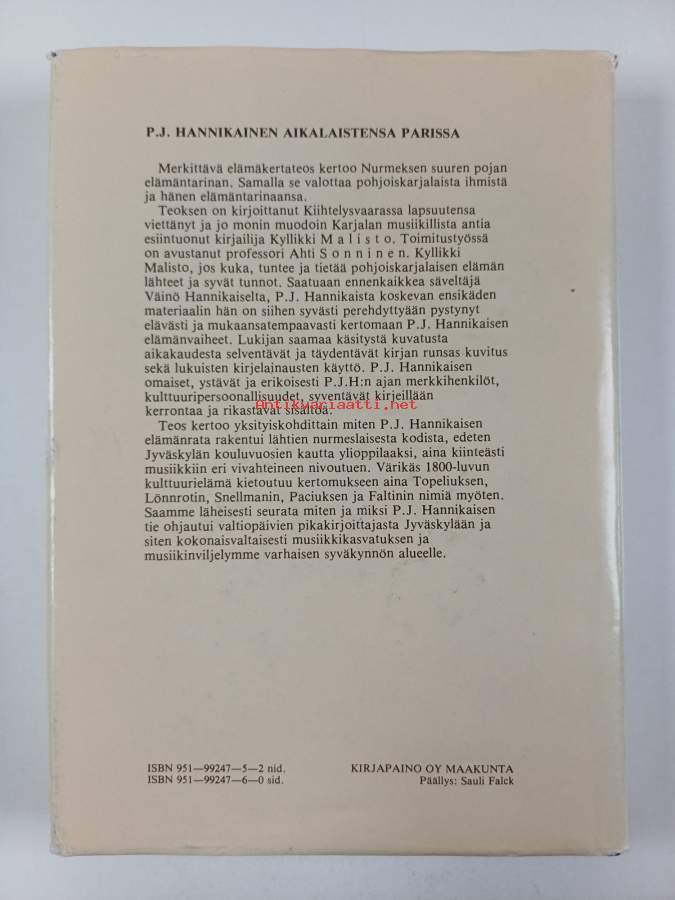 P.J. HANNIKAINEN AIKALAISTENSA PARISSA
Merkittävä elämäkertateos kertoo Nurmeksen suuren pojan
elämäntarinan. Samalla se valottaa pohjoiskarjalaista ihmistä
ja hänen elämäntarinaansa.
Teoksen on kirjoittanut Kiihtelysvaarassa lapsuutensa
viettänyt ja jo monin muodoin Karjalan musiikillista antia
esiintuonut kirjailija Kyllikki M a l i s t o. Toimitustyössä
on avustanut professori Ahti S o n n i n e n. Kyllikki
Malisto, jos kuka, tuntee ja tietää pohjoiskarjalaisen elämän
lähteet ja syvät tunnot. Saatuaan ennenkaikkea säveltäjä
Väinö Hannikaiselta, P.J. Hannikaista koskevan ensikäden
materiaalin hän on siihen syvästi perehdyttyään pystynyt
elävästi ja mukaansatempaavasti kertomaan P.J. Hannikaisen
elämänvaiheet. Lukijan saamaa käsitystä kuvatusta
aikakaudesta selventävät ja täydentävät kirjan runsas kuvitus
sekä lukuisten kirjelainausten käyttö. P.J. Hannikaisen
omaiset, ystävät ja erikoisesti P.J.H:n ajan merkkihenkilöt,
kulttuuripersoonallisuudet, syventävät kirjeillään
kerrontaa ja rikastavat sisältöä.
Antikvariaatti.net
Teos kertoo yksityiskohdittain miten P.J. Hannikaisen
elämänrata rakentui lähtien nurmeslaisesta kodista, edeten
Jyväskylän kouluvuosien kautta ylioppilaaksi, aina kiinteästi
musiikkiin eri vivahteineen nivoutuen. Värikäs 1800-luvun
kulttuurielämä kietoutuu kertomukseen aina Topeliuksen,
Lönnrotin, Snellmanin, Paciuksen ja Faltinin nimiä myöten.
Saamme läheisesti seurata miten ja miksi P.J. Hannikaisen
tie ohjautui valtiopäivien pikakirjoittajasta Jyväskylään ja
siten kokonaisvaltaisesti musiikkikasvatuksen ja
musiikinviljelymme varhaisen syväkynnön alueelle.
ISBN 951—99247—5—2 nid.
ISBN 951—99247—6—0 sid.
KIRJAPAINO OY MAAKUNTA
Päällys: Sauli Falck